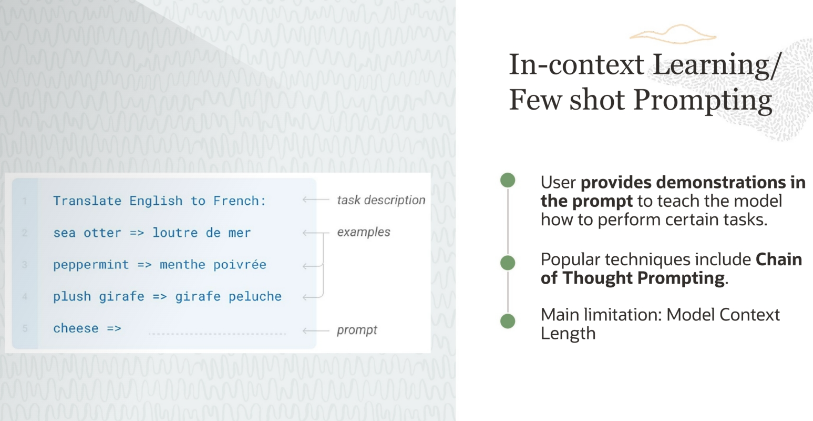 In-context Learning/
Few shot Prompting
1 Translate English to French:
task description
2 sea otter => loutre de mer
examples
3 peppermint => menthe poivrée
4 plush girafe => girafe peluche
5 cheese =>
prompt
User provides demonstrations in
the prompt to teach the model
how to perform certain tasks.
Popular techniques include Chain
of Thought Prompting.
Main limitation: Model Context
Length